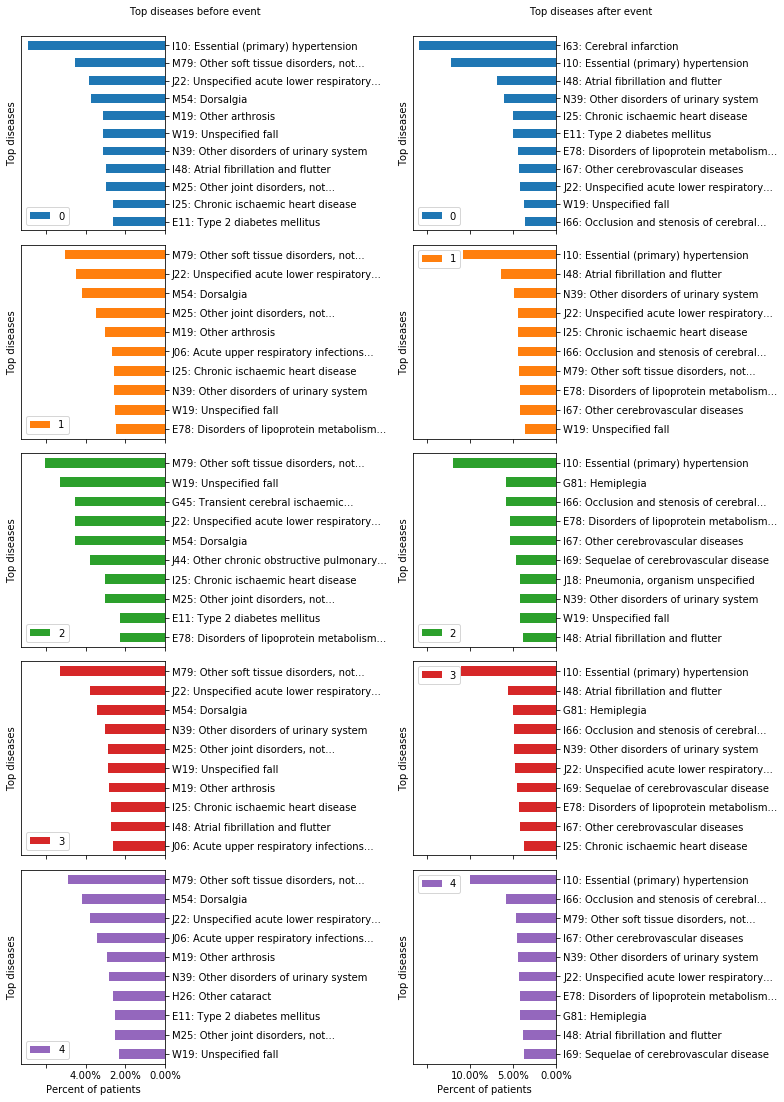 Top diseases before event
Top diseases
I10: Essential (primary) hypertension
M79: Other soft tissue disorders, not...
J22: Unspecified acute lower respiratory...
M54: Dorsalgia
M19: Other arthrosis
W19: Unspecified fall
N39: Other disorders of urinary system
I48: Atrial fibrillation and flutter
M25: Other joint disorders, not...
I25: Chronic ischaemic heart disease
E11: Type 2 diabetes mellitus
0
Top diseases
M79: Other soft tissue disorders, not...
J22: Unspecified acute lower respiratory...
M54: Dorsalgia
M25: Other joint disorders, not...
M19: Other arthrosis
J06: Acute upper respiratory infections...
I25: Chronic ischaemic heart disease
N39: Other disorders of urinary system
W19: Unspecified fall
E78: Disorders of lipoprotein metabolism...
1
Top diseases
M79: Other soft tissue disorders, not...
W19: Unspecified fall
G45: Transient cerebral ischaemic...
J22: Unspecified acute lower respiratory...
M54: Dorsalgia
J44: Other chronic obstructive pulmonary...
I25: Chronic ischaemic heart disease
M25: Other joint disorders, not...
E11: Type 2 diabetes mellitus
E78: Disorders of lipoprotein metabolism...
2
Top diseases
M79: Other soft tissue disorders, not...
J22: Unspecified acute lower respiratory...
M54: Dorsalgia
N39: Other disorders of urinary system
M25: Other joint disorders, not...
W19: Unspecified fall
M19: Other arthrosis
I25: Chronic ischaemic heart disease
I48: Atrial fibrillation and flutter
J06: Acute upper respiratory infections...
3
Top diseases
M79: Other soft tissue disorders, not...
M54: Dorsalgia
J22: Unspecified acute lower respiratory...
J06: Acute upper respiratory infections...
M19: Other arthrosis
N39: Other disorders of urinary system
H26: Other cataract
E11: Type 2 diabetes mellitus
M25: Other joint disorders, not...
W19: Unspecified fall
4
4.00% 2.00% 0.00%
Percent of patients
Top diseases after event
Top diseases
I63: Cerebral infarction
I10: Essential (primary) hypertension
I48: Atrial fibrillation and flutter
N39: Other disorders of urinary system
I25: Chronic ischaemic heart disease
E11: Type 2 diabetes mellitus
E78: Disorders of lipoprotein metabolism...
I67: Other cerebrovascular diseases
J22: Unspecified acute lower respiratory...
W19: Unspecified fall
I66: Occlusion and stenosis of cerebral...
0
Top diseases
1
I10: Essential (primary) hypertension
I48: Atrial fibrillation and flutter
N39: Other disorders of urinary system
J22: Unspecified acute lower respiratory...
I25: Chronic ischaemic heart disease
I66: Occlusion and stenosis of cerebral...
M79: Other soft tissue disorders, not...
E78: Disorders of lipoprotein metabolism...
I67: Other cerebrovascular diseases
W19: Unspecified fall
Top diseases
I10: Essential (primary) hypertension
G81: Hemiplegia
I66: Occlusion and stenosis of cerebral...
E78: Disorders of lipoprotein metabolism...
I67: Other cerebrovascular diseases
I69: Sequelae of cerebrovascular disease
J18: Pneumonia, organism unspecified
N39: Other disorders of urinary system
W19: Unspecified fall
I48: Atrial fibrillation and flutter
2
Top diseases
3
I10: Essential (primary) hypertension
I48: Atrial fibrillation and flutter
G81: Hemiplegia
I66: Occlusion and stenosis of cerebral...
N39: Other disorders of urinary system
J22: Unspecified acute lower respiratory...
I69: Sequelae of cerebrovascular disease
E78: Disorders of lipoprotein metabolism...
I67: Other cerebrovascular diseases
I25: Chronic ischaemic heart disease
Top diseases
4
I10: Essential (primary) hypertension
I66: Occlusion and stenosis of cerebral...
M79: Other soft tissue disorders, not...
I67: Other cerebrovascular diseases
N39: Other disorders of urinary system
J22: Unspecified acute lower respiratory...
E78: Disorders of lipoprotein metabolism...
G81: Hemiplegia
I48: Atrial fibrillation and flutter
I69: Sequelae of cerebrovascular disease
10.00% 5.00% 0.00%
Percent of patients